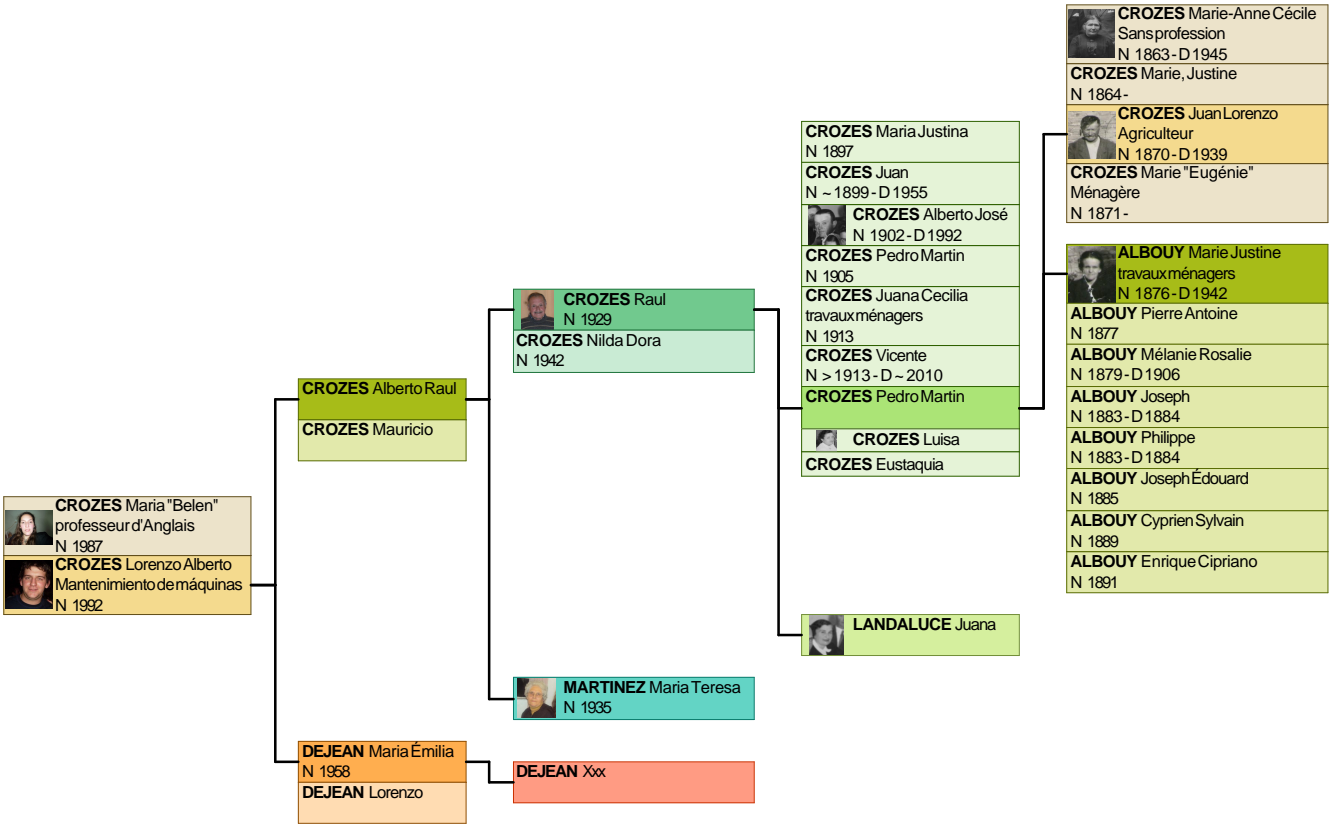 CROZES Maria "Belen"
professeur d'Anglais
N 1987
CROZES Lorenzo Alberto
Mantenimiento de máquinas
N 1992
CROZES Alberto Raul
CROZES Mauricio
DEJEAN Maria Émilia
N 1958
DEJEAN Lorenzo
CROZES Raul
N 1929
CROZES Nilda Dora
N 1942
MARTINEZ Maria Teresa
N 1935
DEJEAN Xxx
CROZES Maria Justina
N 1897
CROZES Juan
N ~ 1899 - D 1955
CROZES Alberto José
N 1902 - D 1992
CROZES Pedro Martin
N 1905
CROZES Juana Cecilia
travaux ménagers
N 1913
CROZES Vicente
N > 1913 - D ~ 2010
CROZES Pedro Martin
CROZES Luisa
CROZES Eustaquia
LANDALUCE Juana
CROZES Marie-Anne Cécile
Sans profession
N 1863 - D 1945
CROZES Marie, Justine
N 1864 -
CROZES Juan Lorenzo
Agriculteur
N 1870 - D 1939
CROZES Marie "Eugénie"
Ménagère
N 1871 -
ALBOUY Marie Justine
travaux ménagers
N 1876 - D 1942
ALBOUY Pierre Antoine
N 1877
ALBOUY Mélanie Rosalie
N 1879 - D 1906
ALBOUY Joseph
N 1883 - D 1884
ALBOUY Philippe
N 1883 - D 1884
ALBOUY Joseph Édouard
N 1885
ALBOUY Cyprien Sylvain
N 1889
ALBOUY Enrique Cipriano
N 1891